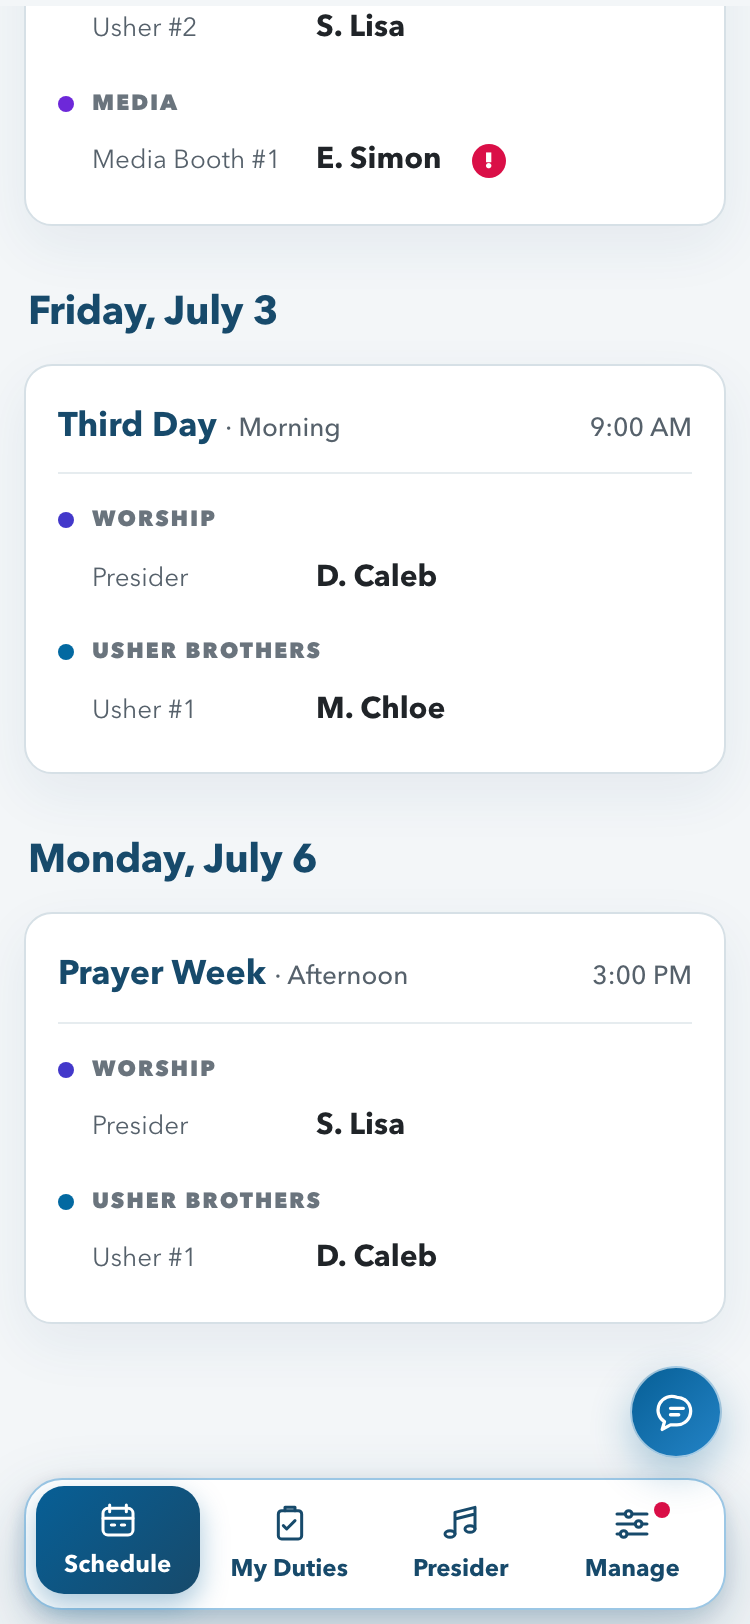 Usher #2 S. Lisa
MEDIA
Media Booth #1 E. Simon !
Friday, July 3
Third Day · Morning 9:00 AM
WORSHIP
Presider D. Caleb
USHER BROTHERS
Usher #1 M. Chloe
Monday, July 6
Prayer Week · Afternoon 3:00 PM
WORSHIP
Presider S. Lisa
USHER BROTHERS
Usher #1 D. Caleb
Schedule My Duties Presider Manage